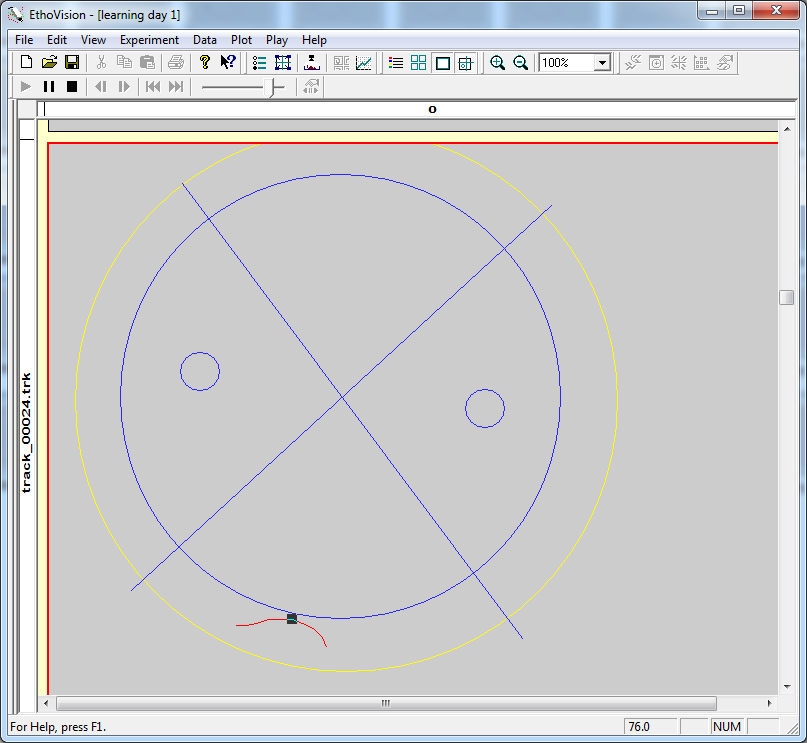 EthoVision - [learning day 1]
File Edit View Experiment Data Plot Play Help
100%
o
track_00024.trk
For Help, press F1.
76.0
NUM